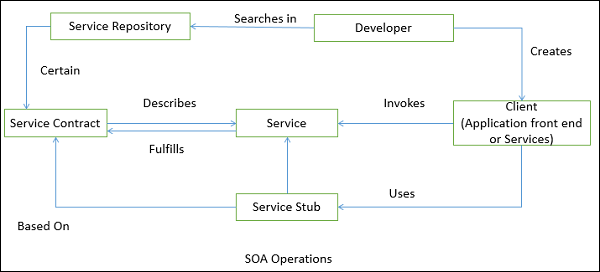 Searches in
Service Repository
Developer
Creates
Certain
Describes
Invokes
Client
(Application front end
or Services)
Service Contract
Service
Fulfills
Service Stub
Uses
Based On
SOA Operations